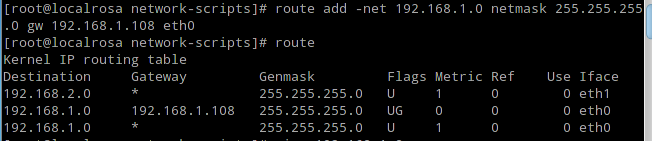 [root@localrosa network-scripts]# route add -net 192.168.1.0 netmask 255.255.255
.0 gw 192.168.1.108 eth0
[root@localrosa network-scripts]# route
Kernel IP routing table
Destination     Gateway         Genmask         Flags Metric Ref    Use Iface
192.168.2.0     *               255.255.255.0   U     1      0        0 eth1
192.168.1.0     192.168.1.108   255.255.255.0   UG    0      0        0 eth0
192.168.1.0     *               255.255.255.0   U     1      0        0 eth0